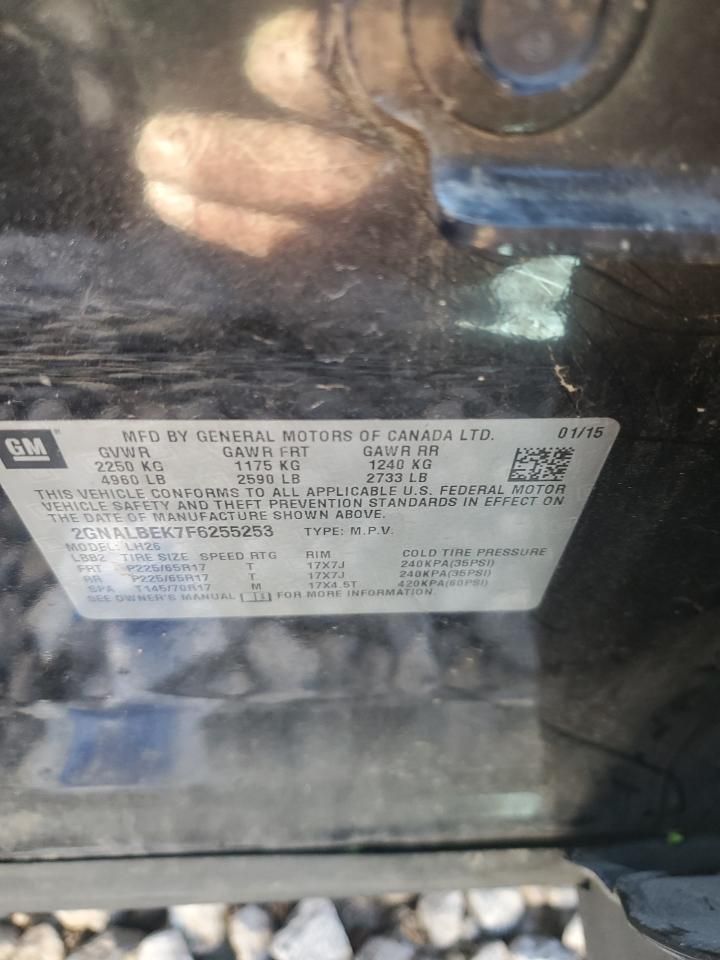 GM
MFD BY GENERAL MOTORS OF CANADA LTD. 01/15
GVWR GAWR FRT GAWR RR
2250 KG 1175 KG 1240 KG
4960 LB 2590 LB 2733 LB
THIS VEHICLE CONFORMS TO ALL APPLICABLE U.S. FEDERAL MOTOR
VEHICLE SAFETY AND THEFT PREVENTION STANDARDS IN EFFECT ON
THE DATE OF MANUFACTURE SHOWN ABOVE.
2GNALBEK7F6255253 TYPE: M.P.V.
MODEL: LH26
LBB2 TIRE SIZE SPEED RTG RIM COLD TIRE PRESSURE
FRT P225/65R17 T 17X7J 240KPA(35PSI)
RR P225/65R17 T 17X7J 240KPA(35PSI)
SPA T145/70R17 M 17X4.5T 420KPA(60PSI)
SEE OWNER'S MANUAL FOR MORE INFORMATION.